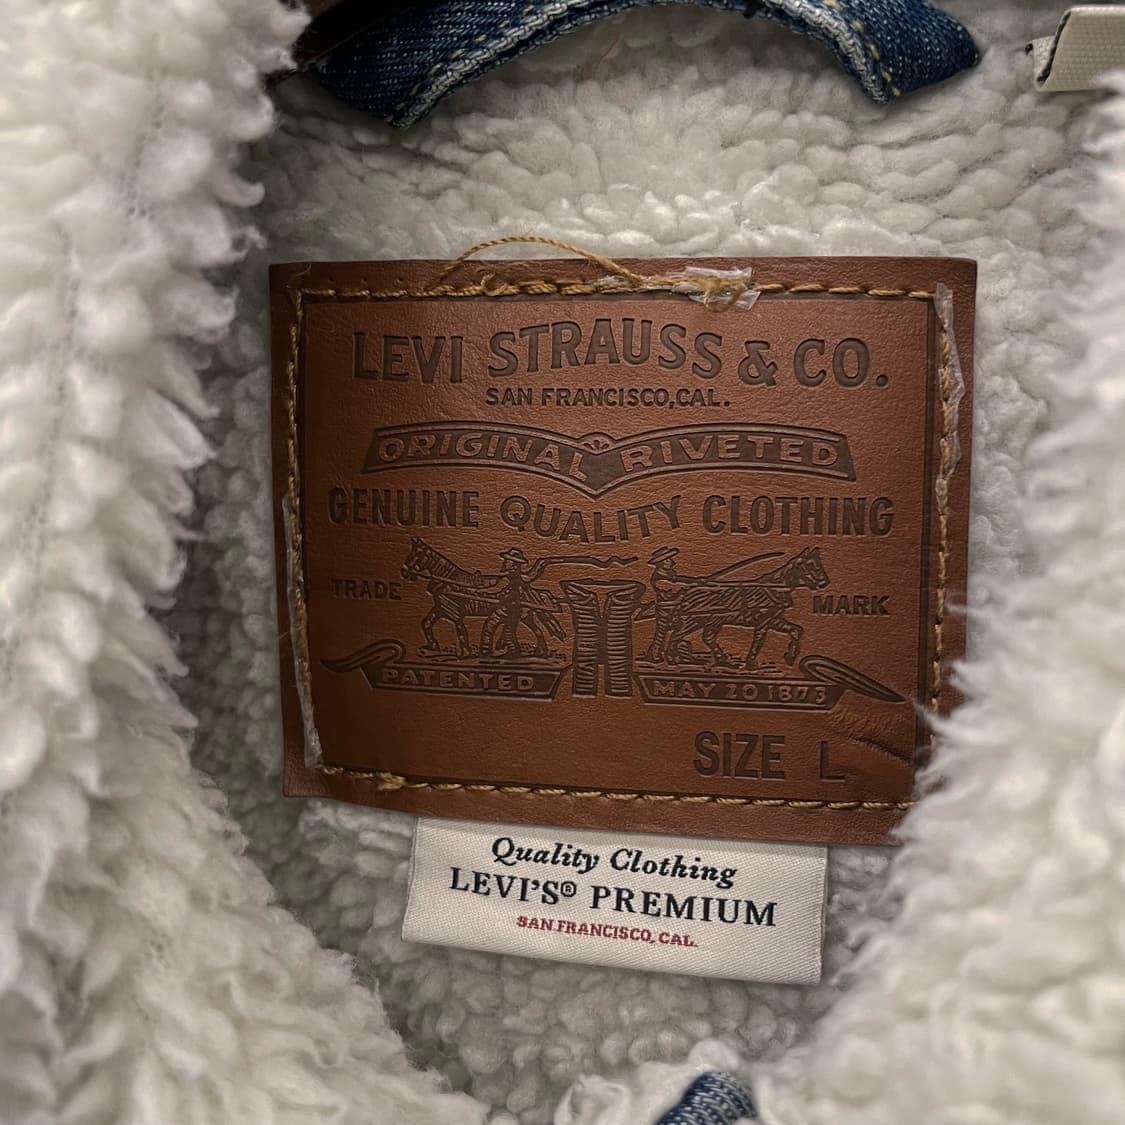 LEVI STRAUSS & CO.
SAN FRANCISCO, CAL.
ORIGINAL RIVETED
GENUINE QUALITY CLOTHING
TRADE MARK
PATENTED MAY 20 1873
SIZE L
Quality Clothing
LEVI'S® PREMIUM
SAN FRANCISCO, CAL.